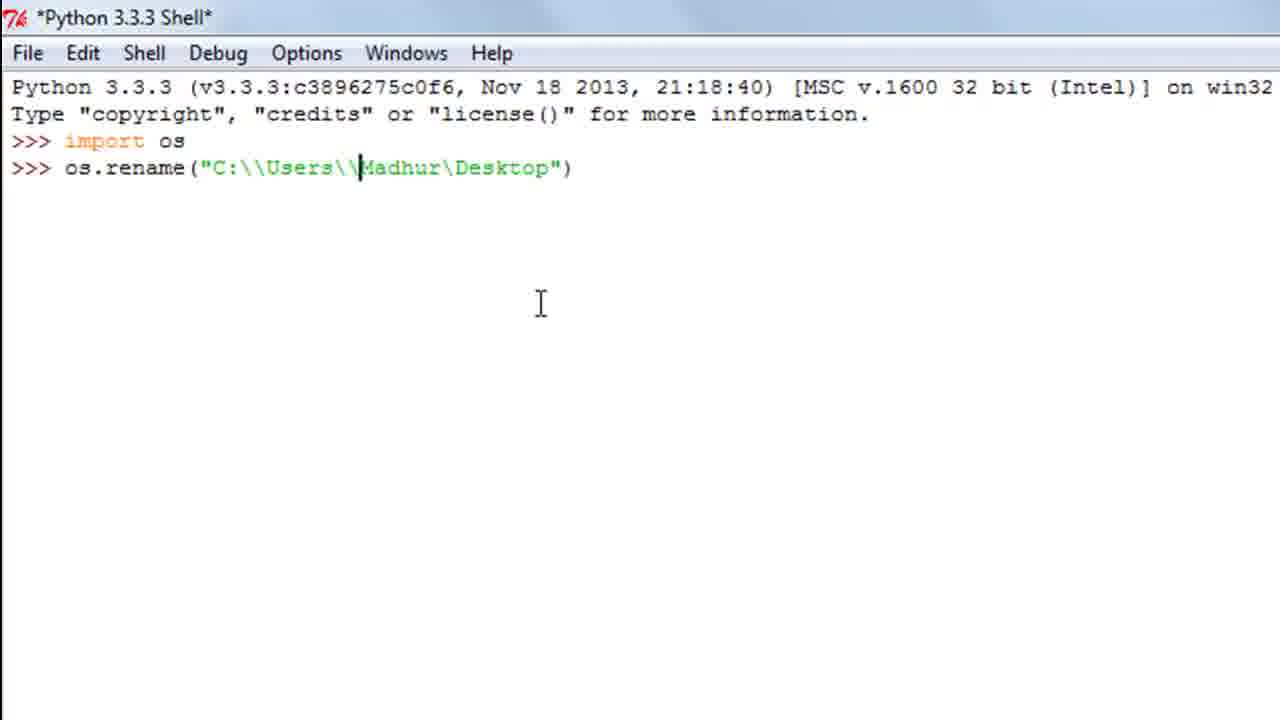 *Python 3.3.3 Shell*
File Edit Shell Debug Options Windows Help
Python 3.3.3 (v3.3.3:c3896275c0f6, Nov 18 2013, 21:18:40) [MSC v.1600 32 bit (Intel)] on win32
Type "copyright", "credits" or "license()" for more information.
>>> import os
>>> os.rename("C:\\Users\\Madhur\Desktop")